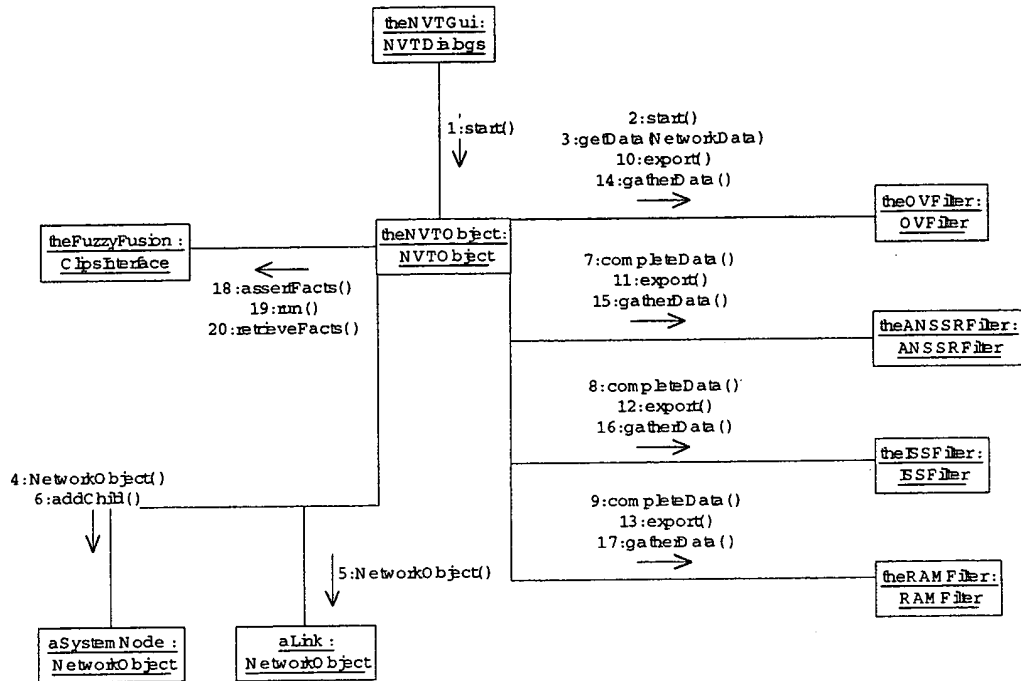 theNVTGui:
NVTDialogs
1:start()
2:start()
3:getData(NetworkData)
10:export()
14:gatherData()
theOVFilter:
OVFilter
theFuzzyFusion:
ClipsInterface
theNVTObject:
NVTObject
18:assertFacts()
19:run()
20:retrieveFacts()
7:completeData()
11:export()
15:gatherData()
theANSSRFilter:
ANSSRFilter
8:completeData()
12:export()
16:gatherData()
theISSFilter:
ISSFilter
4:NetworkObject()
6:addChild()
9:completeData()
13:export()
17:gatherData()
5:NetworkObject()
theRAMFilter:
RAMFilter
aSystemNode:
NetworkObject
aLink:
NetworkObject